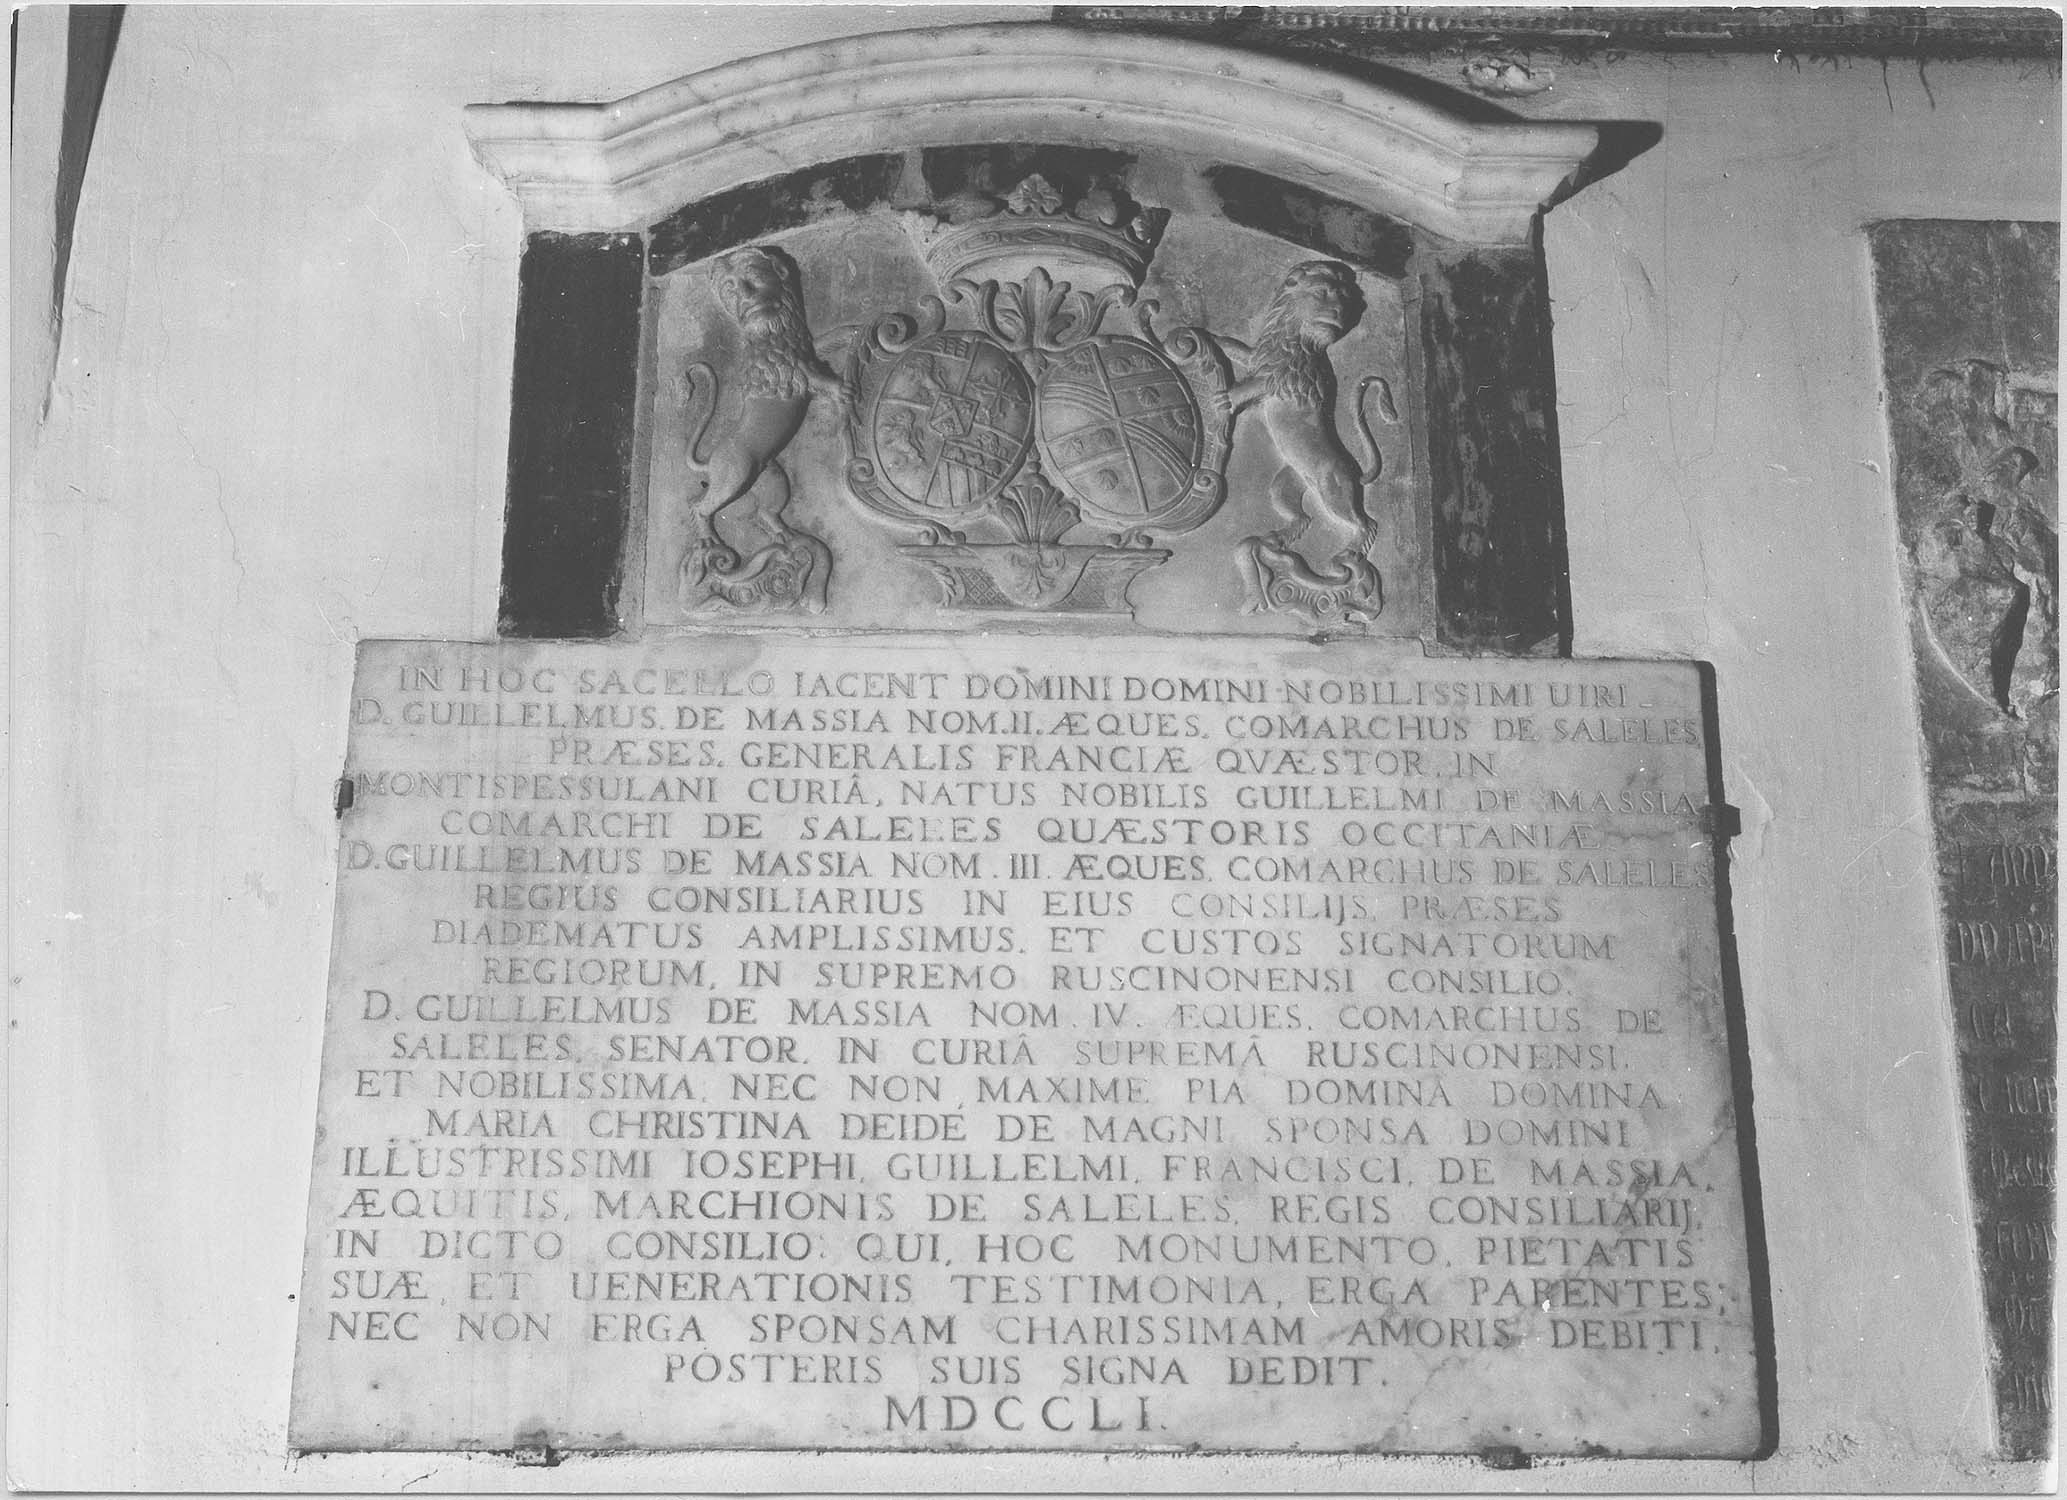 IN HOC SACELLO IACENT DOMINI DOMINI NOBILISSIMI UIRI
D. GUILLELMUS. DE MASSIA NOM. II. ÆQUES. COMARCHUS DE SALELES,
PRÆSES. GENERALIS FRANCIÆ QVÆSTOR. IN
MONTISPESSULANI CURIÂ, NATUS NOBILIS GUILLELMI DE MASSIA
COMARCHI DE SALELES QUÆSTORIS OCCITANIÆ
D. GUILLELMUS DE MASSIA NOM. III. ÆQUES. COMARCHUS DE SALELES
REGIUS CONSILIARIUS IN EIUS CONSILIJS. PRÆSES
DIADEMATUS AMPLISSIMUS. ET CUSTOS SIGNATORUM
REGIORUM, IN SUPREMO RUSCINONENSI CONSILIO.
D. GUILLELMUS DE MASSIA NOM. IV. ÆQUES. COMARCHUS DE
SALELES. SENATOR. IN CURIÂ SUPREMÂ RUSCINONENSI.
ET NOBILISSIMA. NEC NON, MAXIME PIA DOMINA DOMINA
MARIA CHRISTINA DEIDÉ DE MAGNI SPONSA DOMINI
ILLUSTRISSIMI IOSEPHI. GUILLELMI. FRANCISCI. DE MASSIA,
ÆQUITIS, MARCHIONIS DE SALELES. REGIS CONSILIARIJ,
IN DICTO CONSILIO: QUI, HOC MONUMENTO, PIETATIS
SUÆ, ET UENERATIONIS TESTIMONIA, ERGA PARENTES;
NEC NON ERGA SPONSAM CHARISSIMAM AMORIS DEBITI,
POSTERIS SUIS SIGNA DEDIT.
MDCCLI.